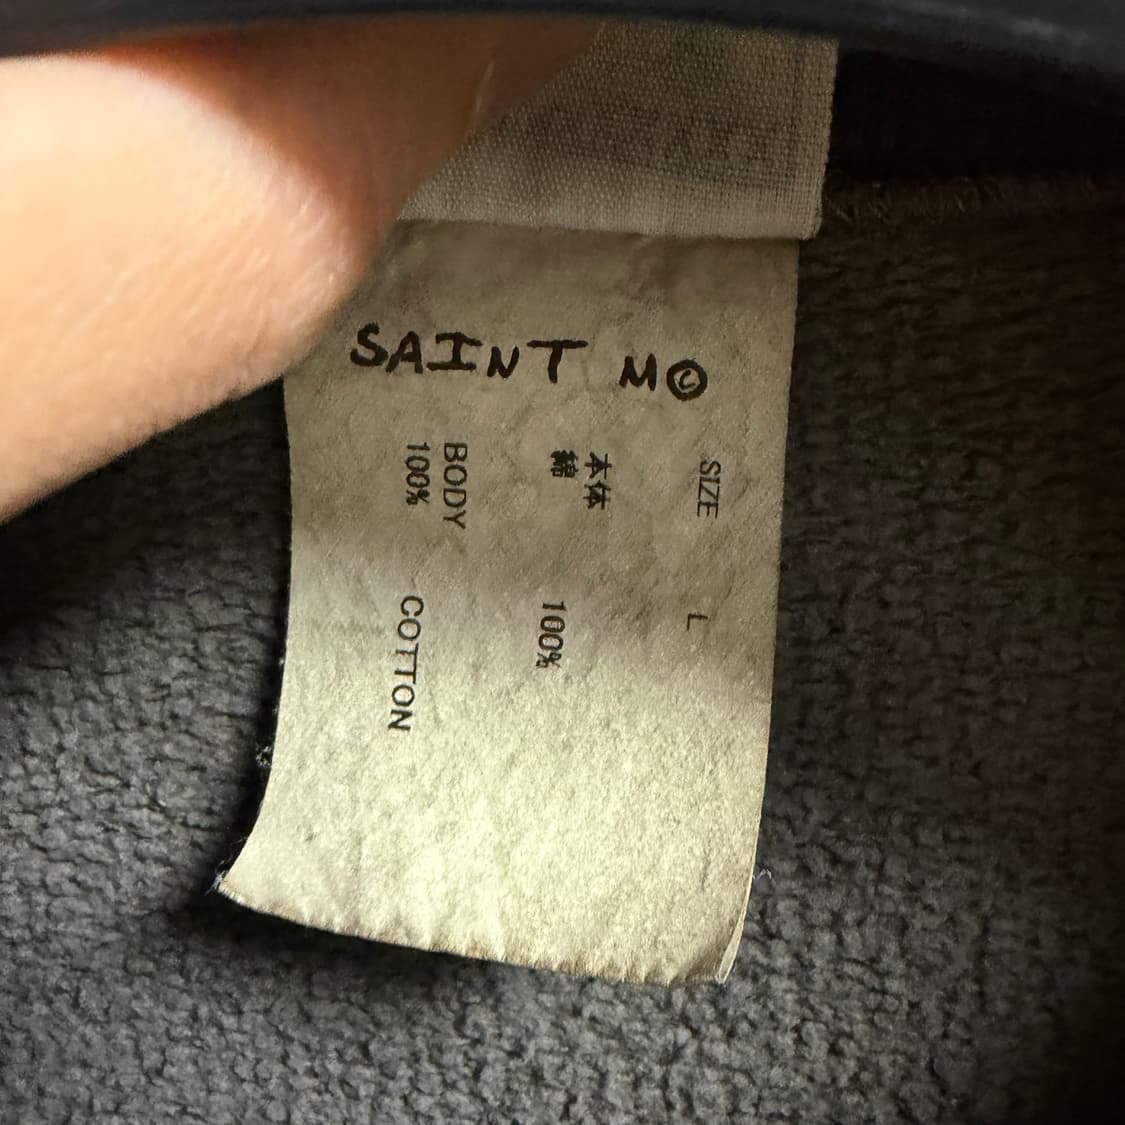 SAINT M©
SIZE L
本体
綿 100%
BODY
100% COTTON